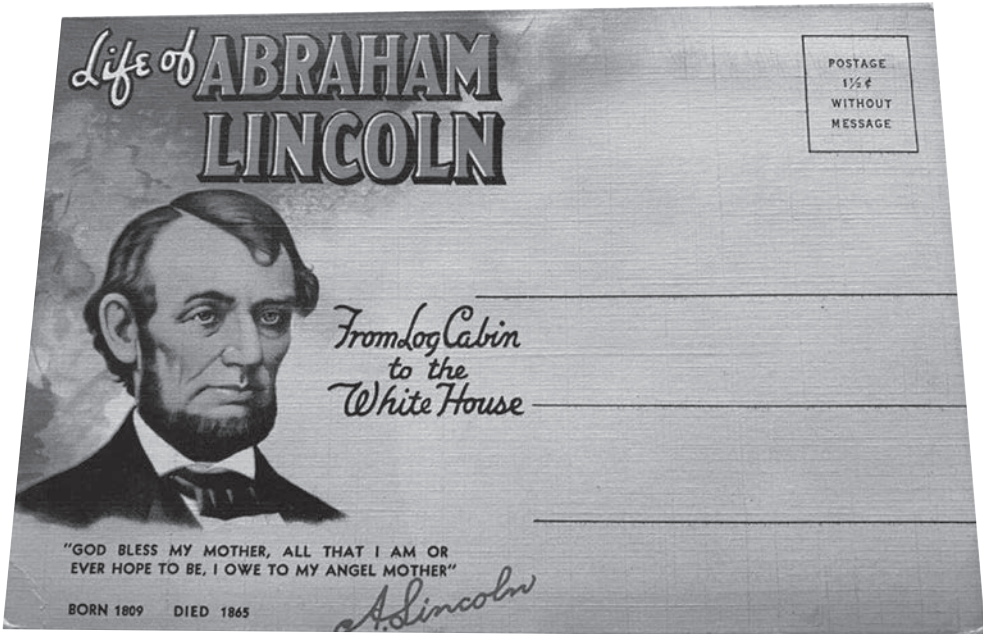 Life of ABRAHAM
LINCOLN
POSTAGE
1½¢
WITHOUT
MESSAGE
From Log Cabin
to the
White House
"GOD BLESS MY MOTHER, ALL THAT I AM OR
EVER HOPE TO BE, I OWE TO MY ANGEL MOTHER"
A. Lincoln
BORN 1809 DIED 1865